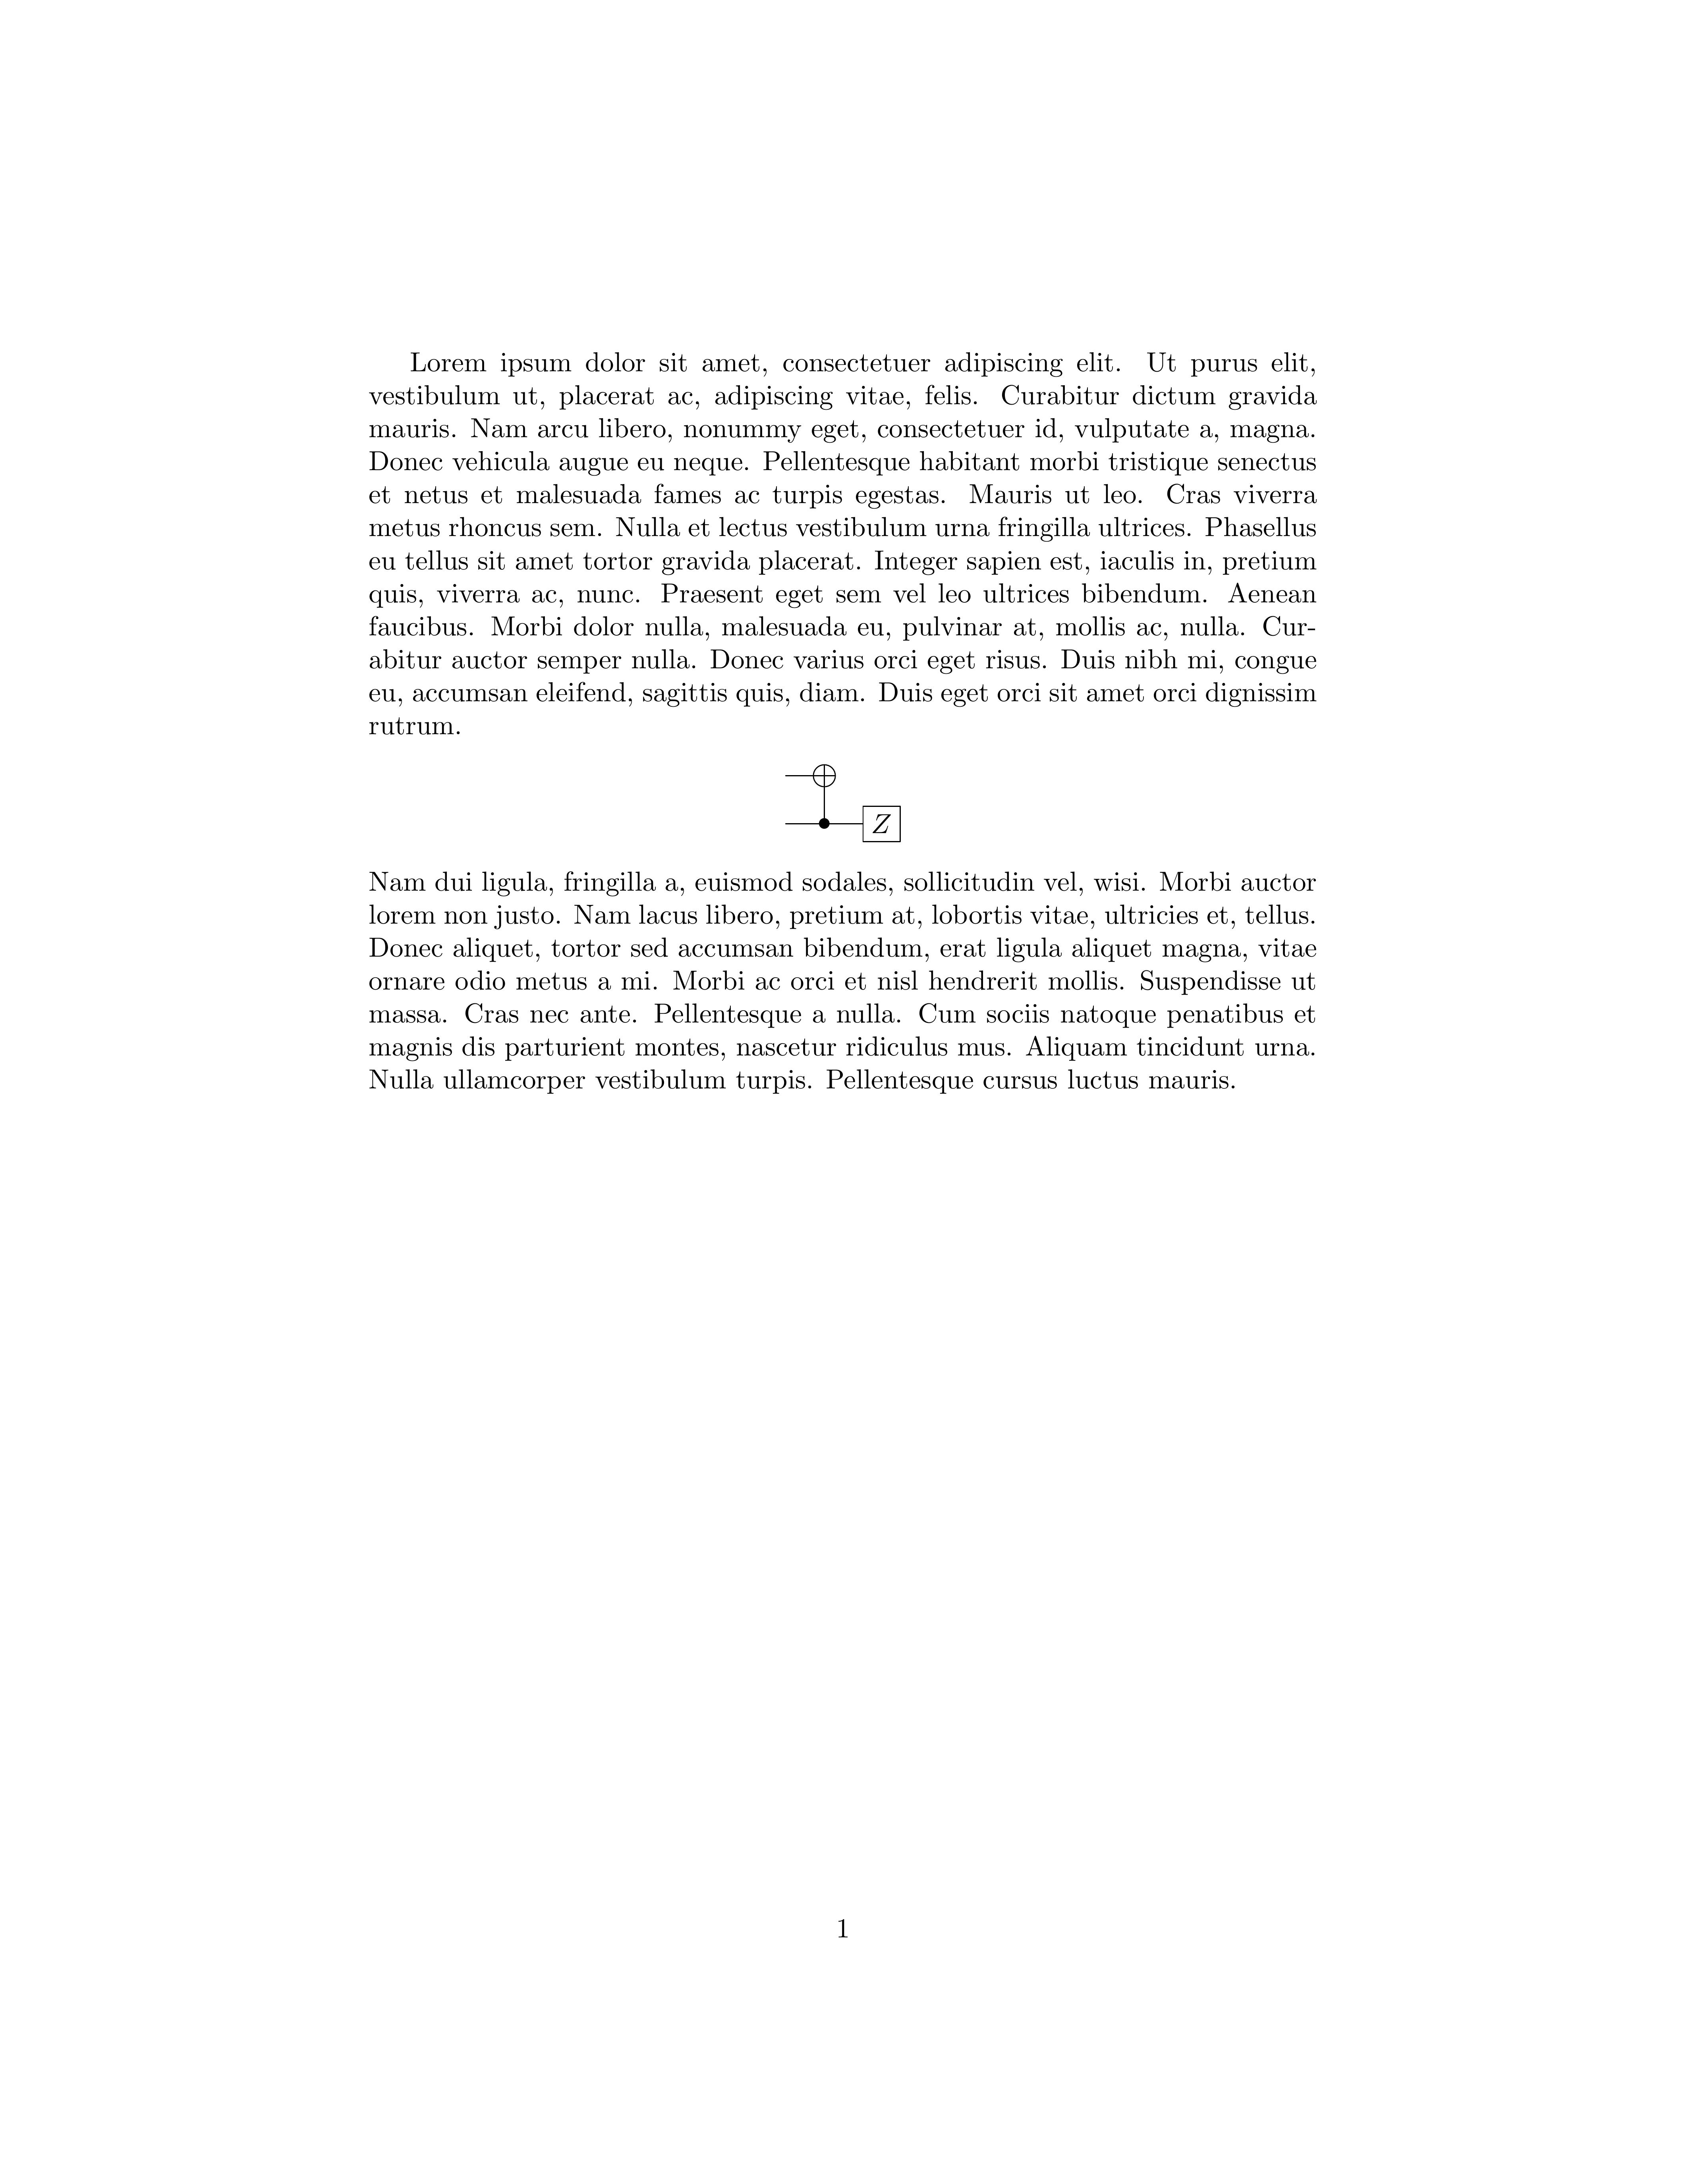 Lorem ipsum dolor sit amet, consectetuer adipiscing elit. Ut purus elit,
vestibulum ut, placerat ac, adipiscing vitae, felis. Curabitur dictum gravida
mauris. Nam arcu libero, nonummy eget, consectetuer id, vulputate a, magna.
Donec vehicula augue eu neque. Pellentesque habitant morbi tristique senectus
et netus et malesuada fames ac turpis egestas. Mauris ut leo. Cras viverra
metus rhoncus sem. Nulla et lectus vestibulum urna fringilla ultrices. Phasellus
eu tellus sit amet tortor gravida placerat. Integer sapien est, iaculis in, pretium
quis, viverra ac, nunc. Praesent eget sem vel leo ultrices bibendum. Aenean
faucibus. Morbi dolor nulla, malesuada eu, pulvinar at, mollis ac, nulla. Cur-
abitur auctor semper nulla. Donec varius orci eget risus. Duis nibh mi, congue
eu, accumsan eleifend, sagittis quis, diam. Duis eget orci sit amet orci dignissim
rutrum.
Z
Nam dui ligula, fringilla a, euismod sodales, sollicitudin vel, wisi. Morbi auctor
lorem non justo. Nam lacus libero, pretium at, lobortis vitae, ultricies et, tellus.
Donec aliquet, tortor sed accumsan bibendum, erat ligula aliquet magna, vitae
ornare odio metus a mi. Morbi ac orci et nisl hendrerit mollis. Suspendisse ut
massa. Cras nec ante. Pellentesque a nulla. Cum sociis natoque penatibus et
magnis dis parturient montes, nascetur ridiculus mus. Aliquam tincidunt urna.
Nulla ullamcorper vestibulum turpis. Pellentesque cursus luctus mauris.
1